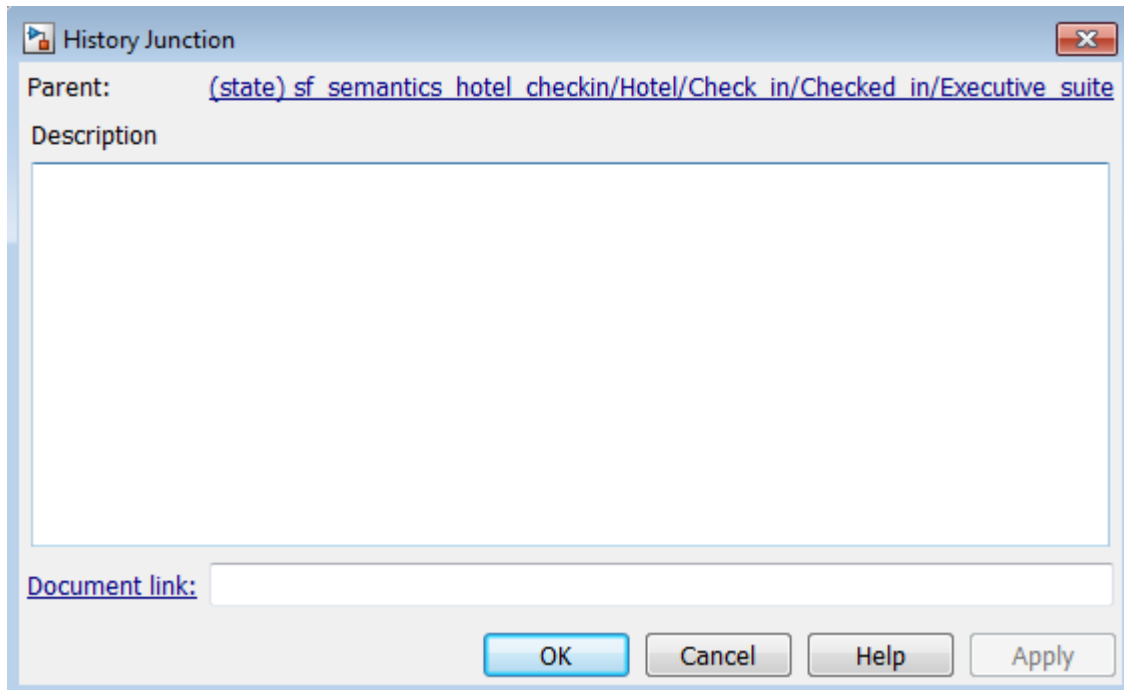 History Junction
Parent: (state) sf_semantics_hotel_checkin/Hotel/Check_in/Checked_in/Executive_suite
Description
Document link:
OK Cancel Help Apply